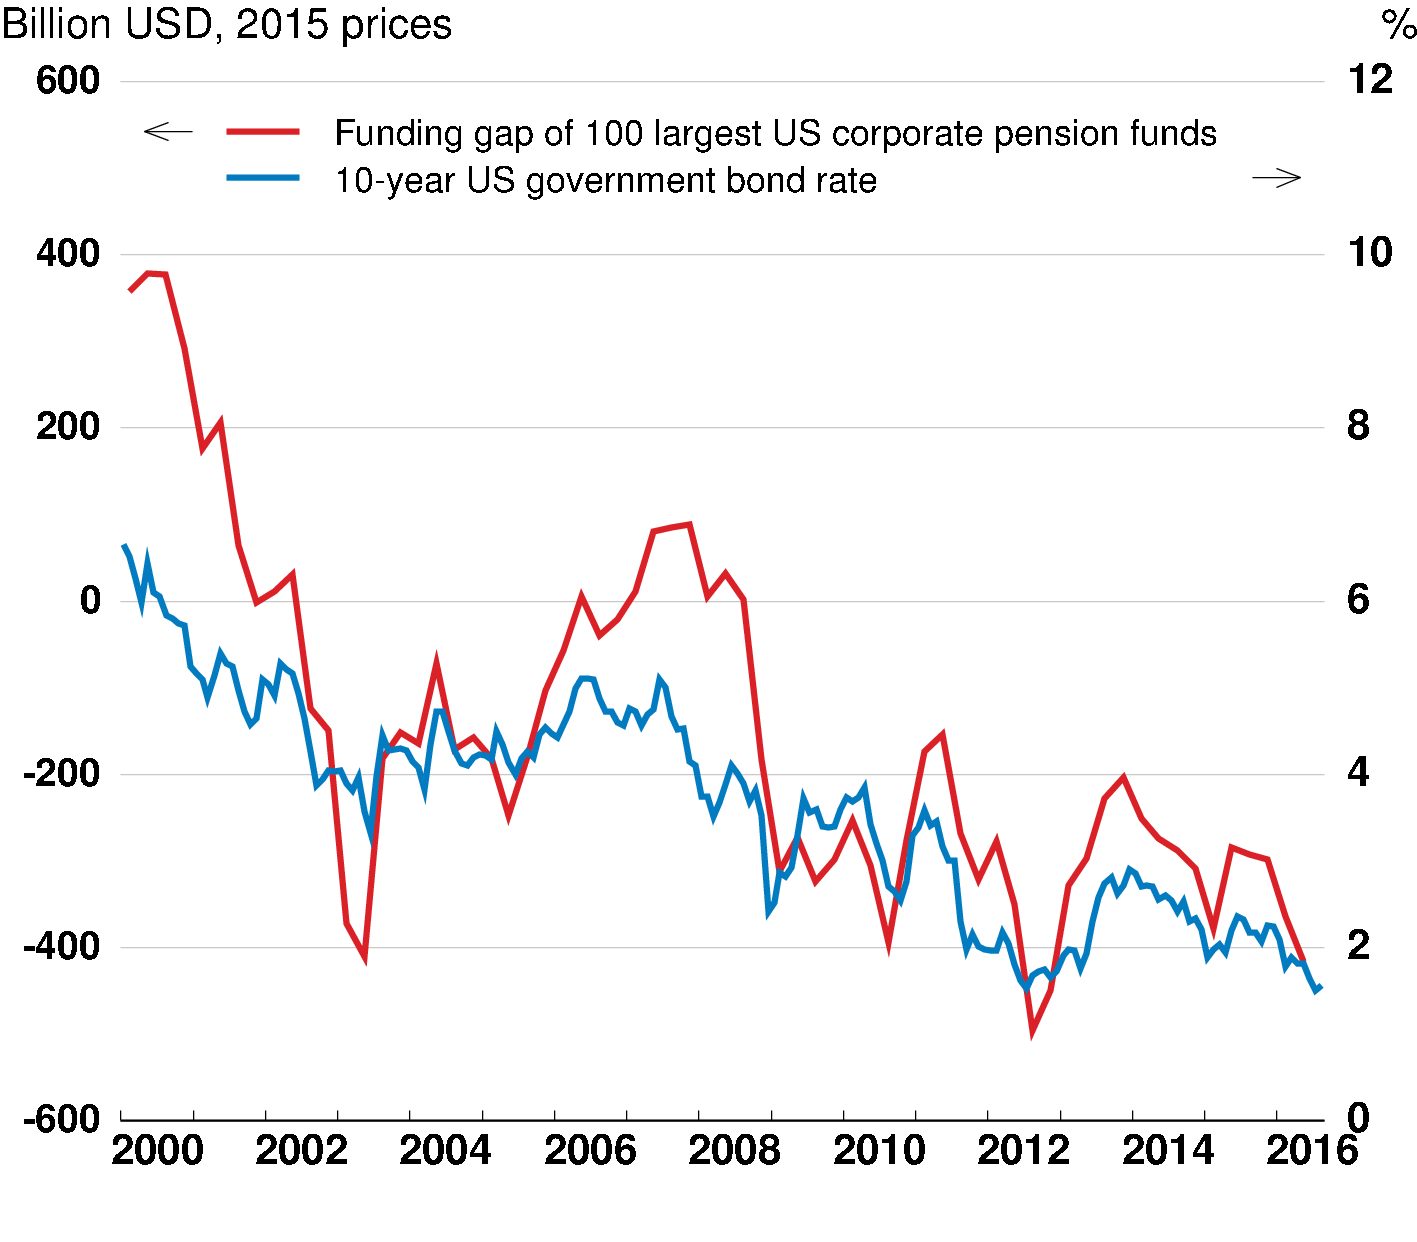 Billion USD, 2015 prices %
600 12
Funding gap of 100 largest US corporate pension funds
10-year US government bond rate
400 10
200 8
0 6
-200 4
-400 2
-600 0
2000 2002 2004 2006 2008 2010 2012 2014 2016